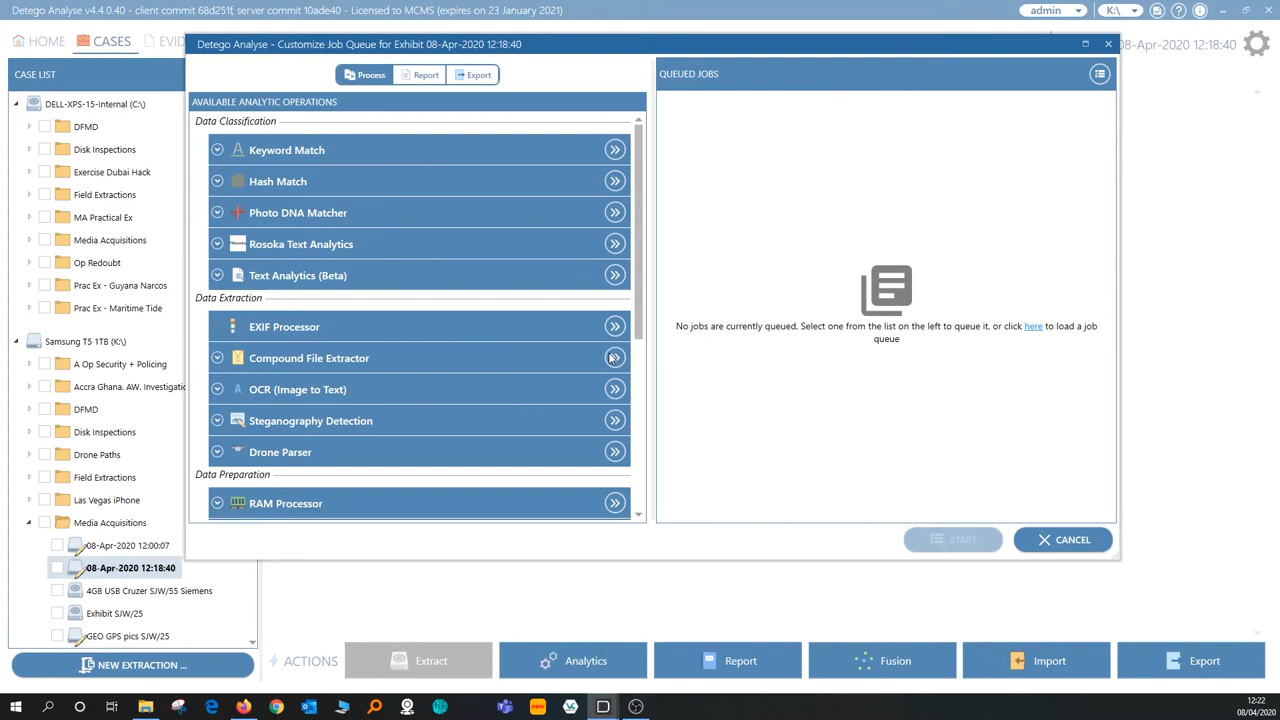 Detego Analyse v4.4.0.40 - client commit 68d251f, server commit 10ade40 - Licensed to MCMS (expires on 23 January 2021)
admin
K:\
HOME
CASES
EVID
08-Apr-2020 12:18:40
Detego Analyse - Customize Job Queue for Exhibit 08-Apr-2020 12:18:40
CASE LIST
Process
Report
Export
QUEUED JOBS
AVAILABLE ANALYTIC OPERATIONS
DELL-XPS-15-Internal (C:\)
DFMD
Disk Inspections
Exercise Dubai Hack
Field Extractions
MA Practical Ex
Media Acquisitions
Op Redoubt
Prac Ex - Guyana Narcos
Prac Ex - Maritime Tide
Samsung T5 1TB (K:\)
A Op Security + Policing
Accra Ghana. AW. Investigatio
DFMD
Disk Inspections
Drone Paths
Field Extractions
Las Vegas iPhone
Media Acquisitions
08-Apr-2020 12:00:07
08-Apr-2020 12:18:40
4GB USB Cruzer SJW/55 Siemens
Exhibit SJW/25
GEO GPS pics SJW/25
Data Classification
Keyword Match
Hash Match
Photo DNA Matcher
Rosoka Text Analytics
Text Analytics (Beta)
Data Extraction
EXIF Processor
Compound File Extractor
OCR (Image to Text)
Steganography Detection
Drone Parser
Data Preparation
RAM Processor
No jobs are currently queued. Select one from the list on the left to queue it. or click here to load a job
queue
START
CANCEL
NEW EXTRACTION ...
ACTIONS
Extract
Analytics
Report
Fusion
Import
Export
12:22
08/04/2020